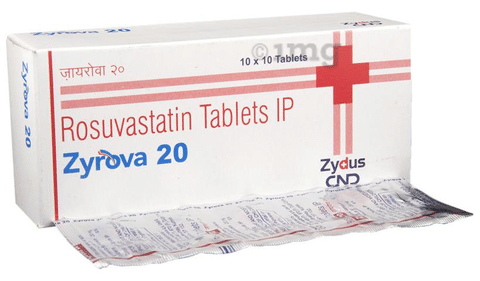 ©1mg
ज़ायरोवा २०
10 x 10 Tablets
Rosuvastatin Tablets IP
Zyrova 20
Zydus
CND
Zyrova 20